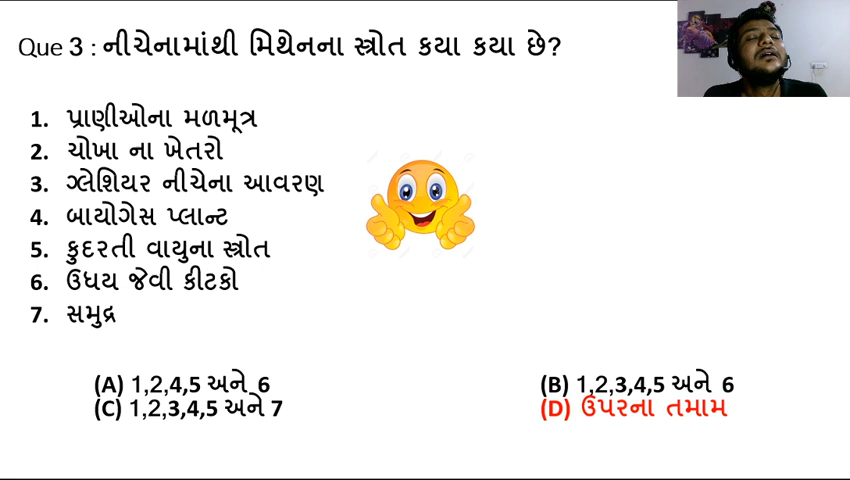 Que 3 : નીચેનામાંથી મિથેનના સ્ત્રોત કયા કયા છે?
1. પ્રાણીઓના મળમૂત્ર
2. ચોખા ના ખેતરો
3. ગ્લેશિયર નીચેના આવરણ
4. બાયોગેસ પ્લાન્ટ
5. કુદરતી વાયુના સ્ત્રોત
6. ઉધય જેવી કીટકો
7. સમુદ્ર
(A) 1,2,4,5 અને 6
(B) 1,2,3,4,5 અને 6
(C) 1,2,3,4,5 અને 7
(D) ઉપરના તમામ